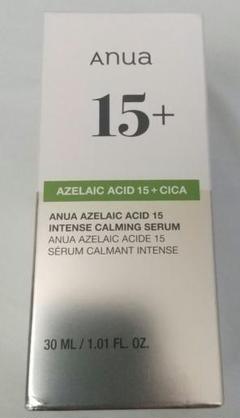 Anua
15+
AZELAIC ACID 15+CICA
ANUA AZELAIC ACID 15
INTENSE CALMING SERUM
ANUA AZELAIC ACIDE 15
SÉRUM CALMANT INTENSE
30 ML / 1.01 FL. OZ.